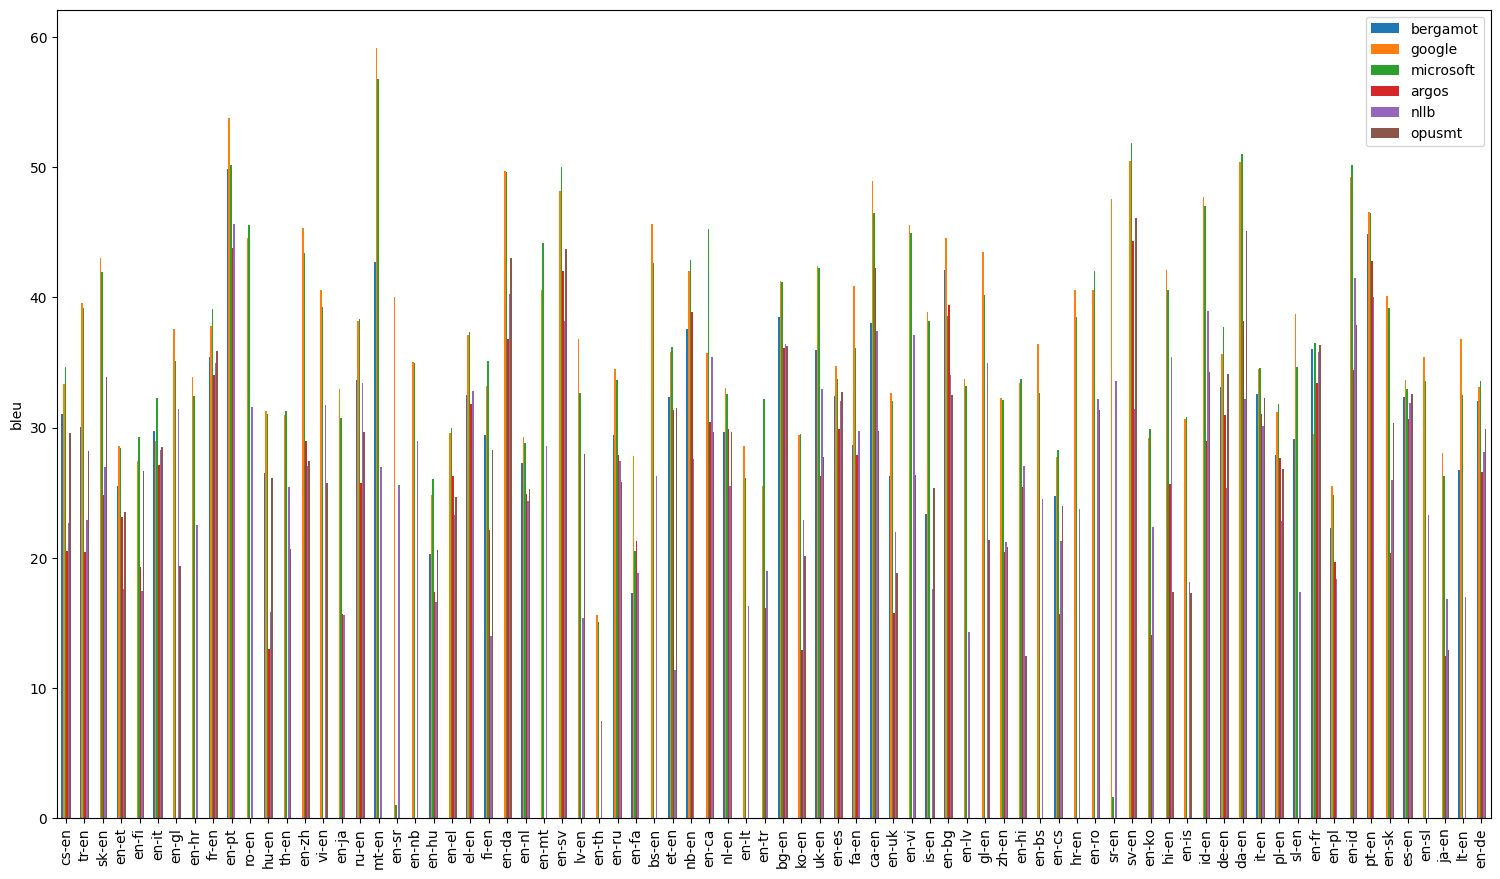 bleu
60
50
40
30
20
10
0
bergamot
google
microsoft
argos
nllb
opusmt
cs-en
tr-en
sk-en
en-et
en-fi
en-it
en-gl
en-hr
fr-en
en-pt
ro-en
hu-en
th-en
en-zh
vi-en
en-ja
ru-en
mt-en
en-sr
en-nb
en-hu
en-el
el-en
fi-en
en-da
en-nl
en-mt
en-sv
lv-en
en-th
en-ru
en-fa
bs-en
et-en
nb-en
en-ca
nl-en
en-lt
en-tr
bg-en
ko-en
uk-en
en-es
fa-en
ca-en
en-uk
en-vi
is-en
en-bg
en-lv
gl-en
zh-en
en-hi
en-bs
en-cs
hr-en
en-ro
sr-en
sv-en
en-ko
hi-en
en-is
id-en
de-en
da-en
it-en
pl-en
sl-en
en-fr
en-pl
en-id
pt-en
en-sk
es-en
en-sl
ja-en
lt-en
en-de